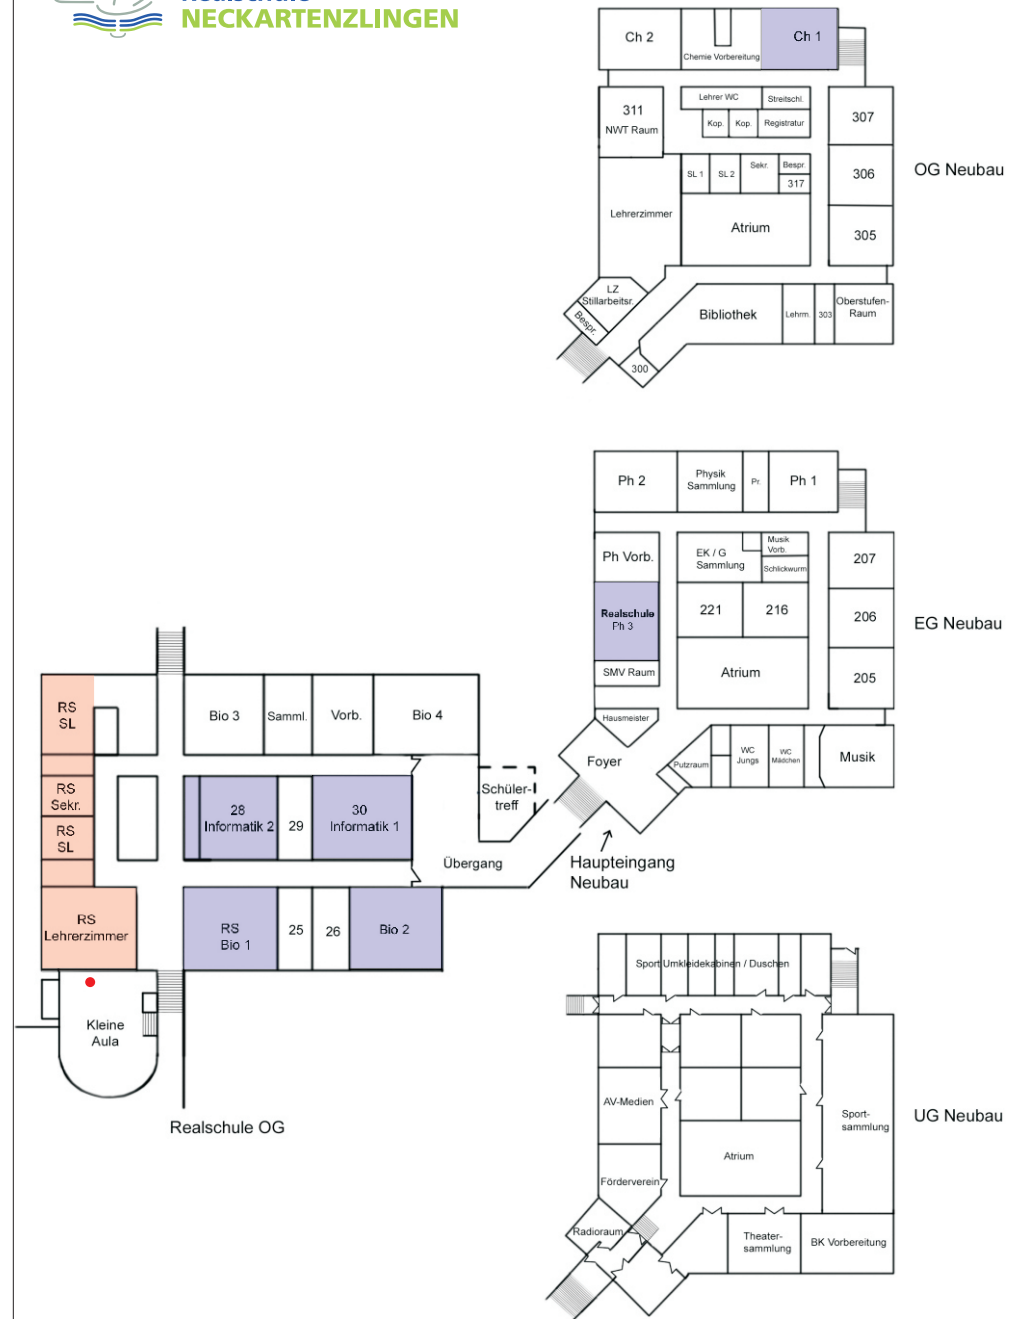 NECKARTENZLINGEN
Ch 2
Chemie Vorbereitung
Ch 1
311
NWT Raum
Lehrer WC
Streitschl.
Kop.
Kop.
Registratur
307
SL 1
SL 2
Sekr.
Bespr.
317
306
OG Neubau
Lehrerzimmer
Atrium
305
LZ
Stillarbeitsr.
Bespr.
Bibliothek
Lehrm.
303
Oberstufen-
Raum
300
Ph 2
Physik
Sammlung
Pr.
Ph 1
Ph Vorb.
EK / G
Sammlung
Musik
Vorb.
Schlickwurm
207
Realschule
Ph 3
221
216
206
EG Neubau
SMV Raum
Atrium
205
Hausmeister
Foyer
Putzraum
WC
Jungs
WC
Mädchen
Musik
RS
SL
Bio 3
Samml.
Vorb.
Bio 4
RS
Sekr.
28
Informatik 2
29
30
Informatik 1
Schüler-
treff
RS
SL
Übergang
Haupteingang
Neubau
RS
Lehrerzimmer
RS
Bio 1
25
26
Bio 2
Kleine
Aula
Realschule OG
Sport Umkleidekabinen / Duschen
AV-Medien
Sport-
sammlung
UG Neubau
Atrium
Förderverein
Radioraum
Theater-
sammlung
BK Vorbereitung